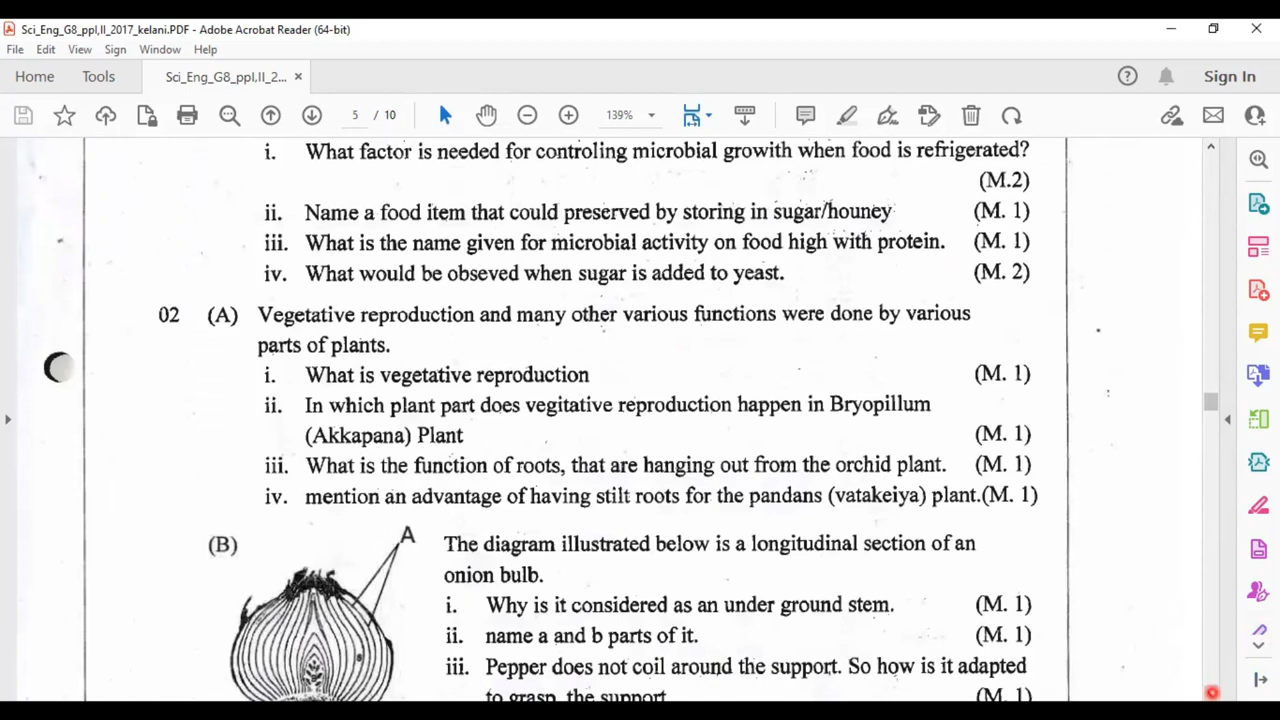 Sci_Eng_G8_ppl,II_2017_kelani.PDF - Adobe Acrobat Reader (64-bit)
File Edit View Sign Window Help
Home Tools Sci_Eng_G8_ppl,II_2... × Sign In
5 / 10 139%
i. What factor is needed for controling microbial growith when food is refrigerated?
(M.2)
ii. Name a food item that could preserved by storing in sugar/houney (M. 1)
iii. What is the name given for microbial activity on food high with protein. (M. 1)
iv. What would be obseved when sugar is added to yeast. (M. 2)
02 (A) Vegetative reproduction and many other various functions were done by various
parts of plants.
i. What is vegetative reproduction (M. 1)
ii. In which plant part does vegitative reproduction happen in Bryopillum
(Akkapana) Plant (M. 1)
iii. What is the function of roots, that are hanging out from the orchid plant. (M. 1)
iv. mention an advantage of having stilt roots for the pandans (vatakeiya) plant.(M. 1)
(B) A The diagram illustrated below is a longitudinal section of an
onion bulb.
i. Why is it considered as an under ground stem. (M. 1)
ii. name a and b parts of it. (M. 1)
iii. Pepper does not coil around the support. So how is it adapted
to grasp the support (M. 1)